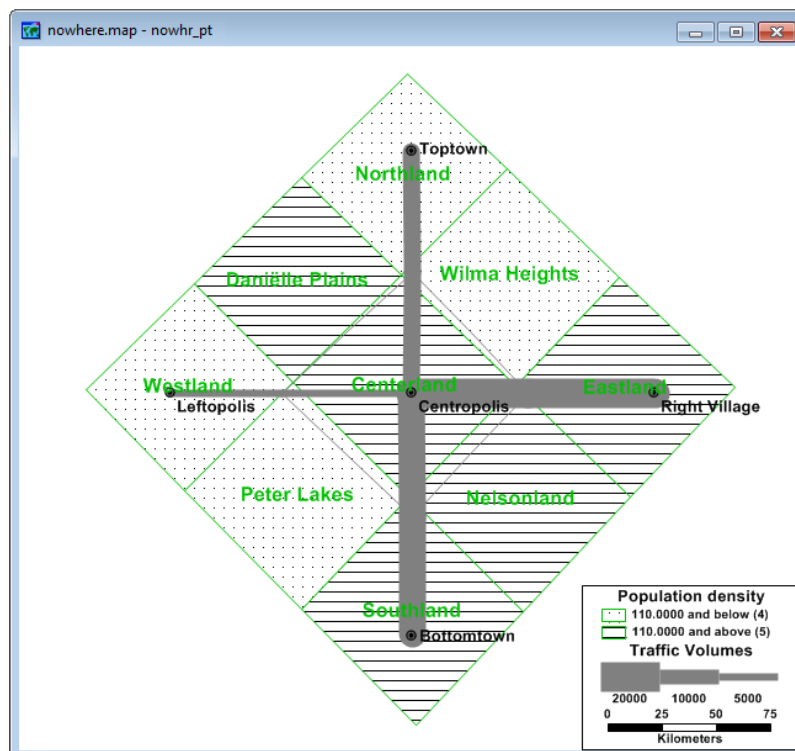 nowhere.map - nowhr_pt
Toptown
Northland
Wilma Heights
Daniëlle Plains
Westland
Centerland
Eastland
Leftopolis
Centropolis
Right Village
Peter Lakes
Nelsonland
Southland
Bottomtown
Population density
110.0000 and below (4)
110.0000 and above (5)
Traffic Volumes
20000 10000 5000
0 25 50 75
Kilometers